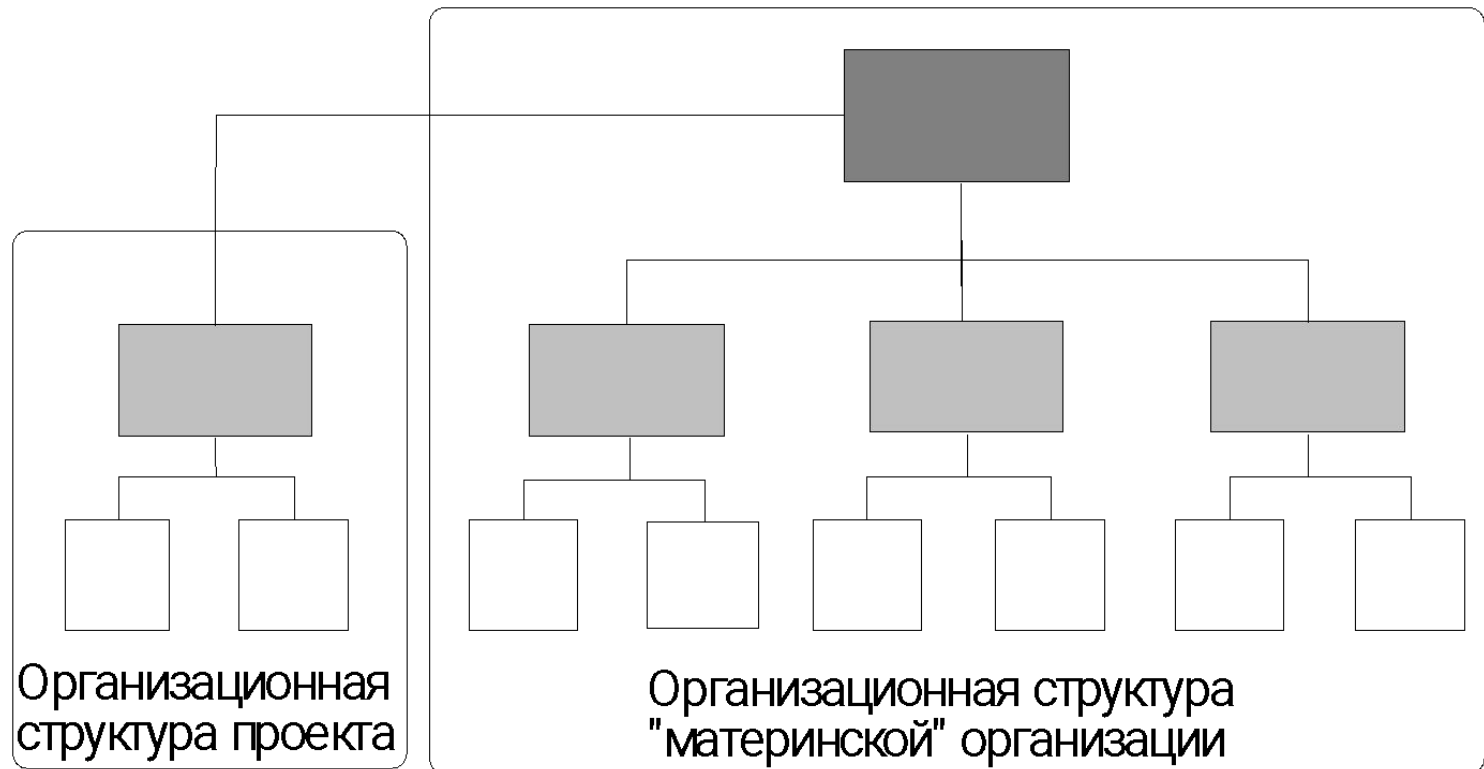 Организационная
структура проекта
Организационная структура
"материнской" организации